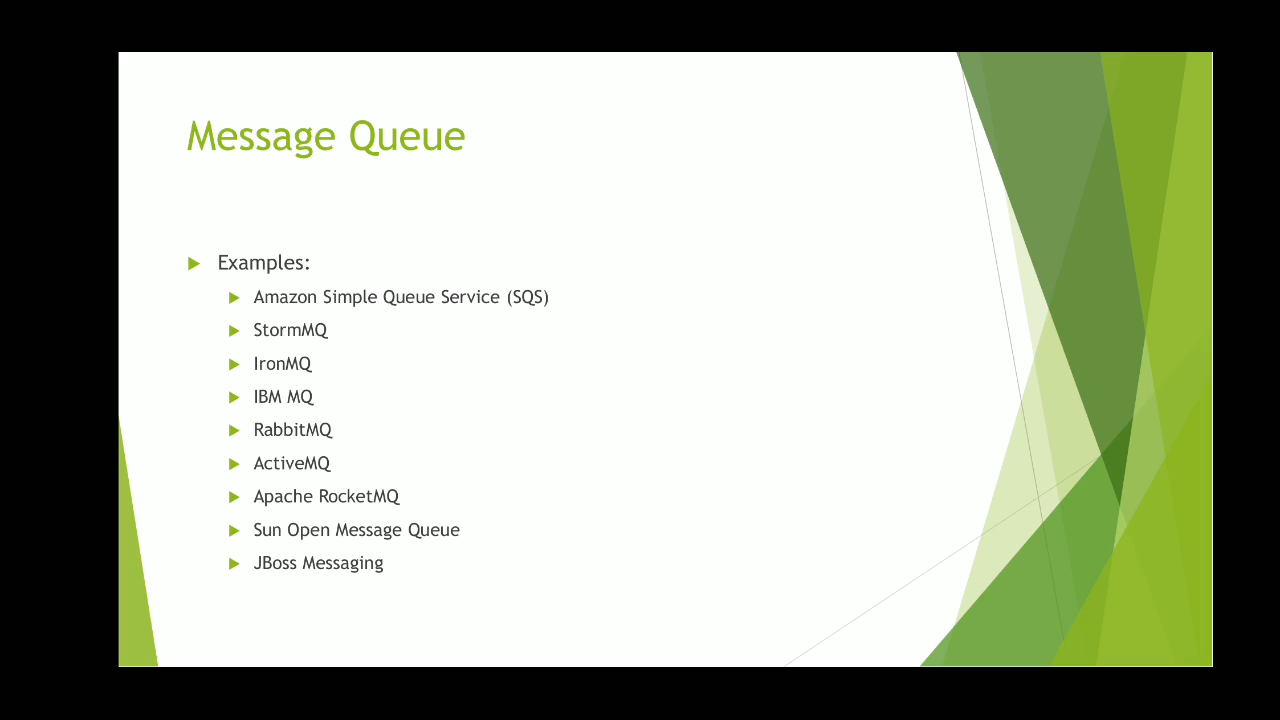 Message Queue
Examples:
Amazon Simple Queue Service (SQS)
StormMQ
IronMQ
IBM MQ
RabbitMQ
ActiveMQ
Apache RocketMQ
Sun Open Message Queue
JBoss Messaging